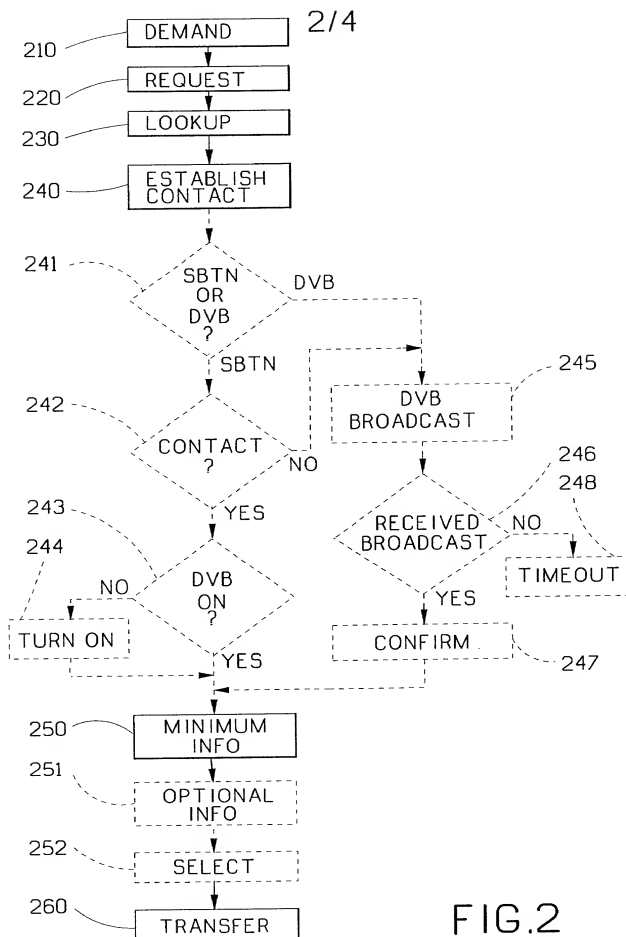 2/4
210
DEMAND
220
REQUEST
230
LOOKUP
240
ESTABLISH
CONTACT
241
SBTN
OR
DVB
?
DVB
SBTN
242
CONTACT
?
NO
YES
245
DVB
BROADCAST
246
248
RECEIVED
BROADCAST
NO
TIMEOUT
YES
243
244
DVB
ON
?
NO
TURN ON
YES
CONFIRM
247
250
MINIMUM
INFO
251
OPTIONAL
INFO
252
SELECT
260
TRANSFER
FIG.2